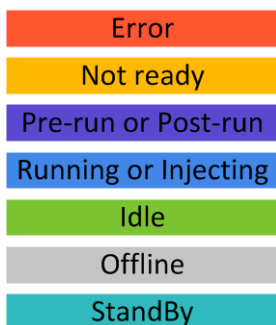 Error
Not ready
Pre-run or Post-run
Running or Injecting
Idle
Offline
StandBy